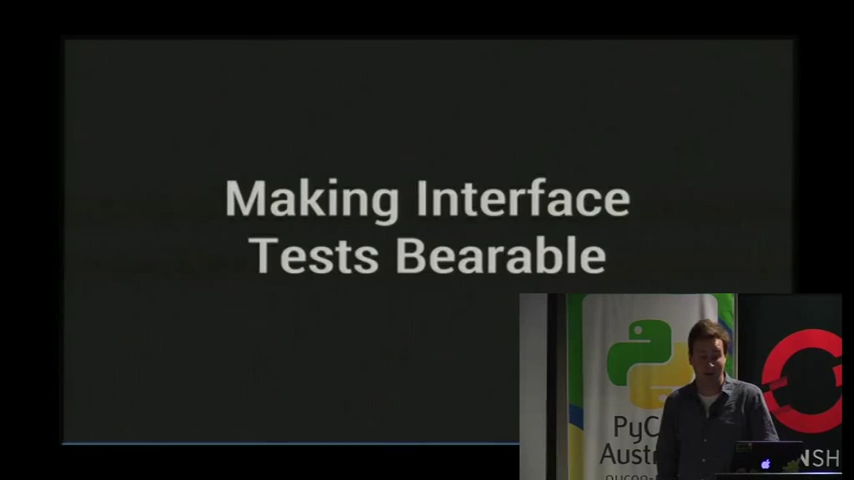 Making Interface
Tests Bearable
PyC
Austr
NSH